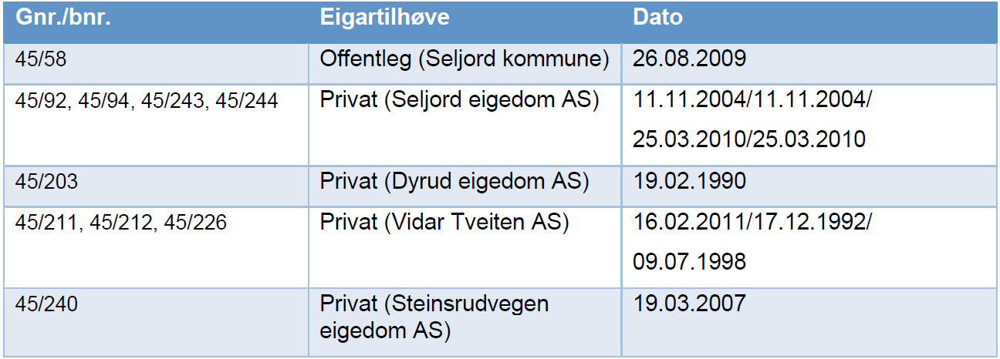 Gnr./bnr. Eigartilhøve Dato
45/58 Offentleg (Seljord kommune) 26.08.2009
45/92, 45/94, 45/243, 45/244 Privat (Seljord eigedom AS) 11.11.2004/11.11.2004/
25.03.2010/25.03.2010
45/203 Privat (Dyrud eigedom AS) 19.02.1990
45/211, 45/212, 45/226 Privat (Vidar Tveiten AS) 16.02.2011/17.12.1992/
09.07.1998
45/240 Privat (Steinsrudvegen 19.03.2007
eigedom AS)